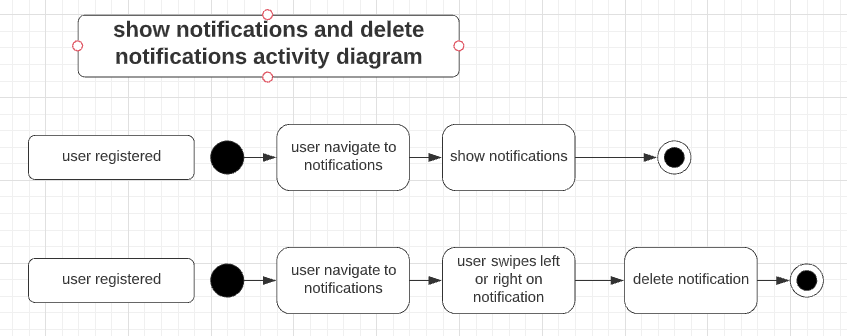 show notifications and delete
notifications activity diagram
user registered
user navigate to
notifications
show notifications
user registered
user navigate to
notifications
user swipes left
or right on
notification
delete notification